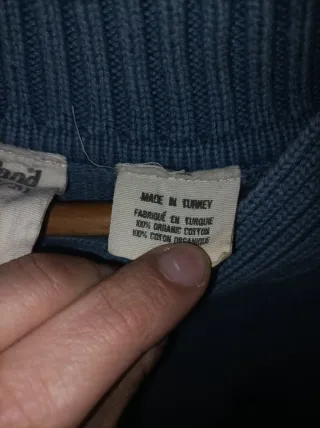 MADE IN TURKEY
FABRIQUÉ EN TURQUIE
100% ORGANIC COTTON
100% COTON ORGANIQUE